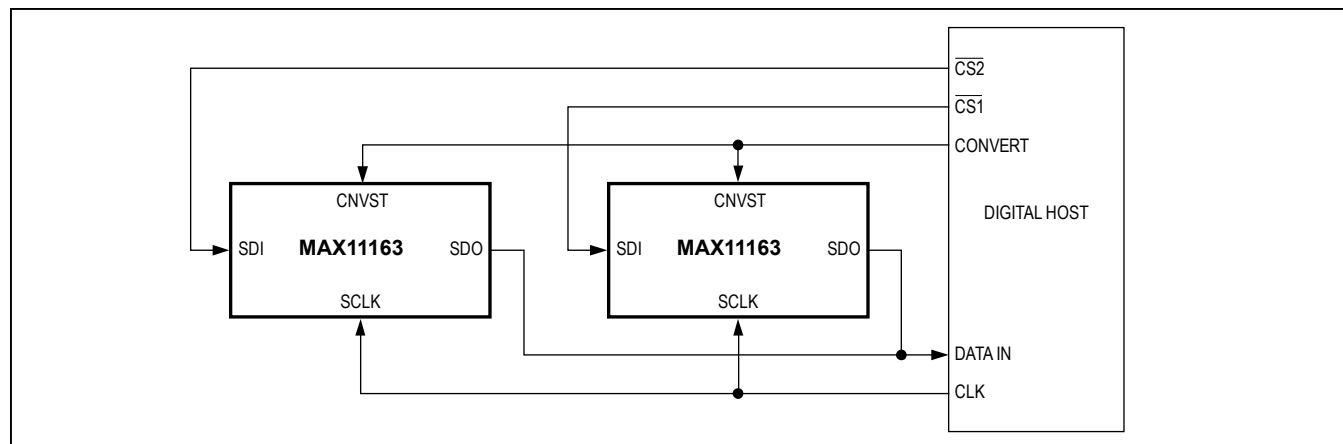 CS2
CS1
CONVERT
CNVST CNVST
DIGITAL HOST
SDI MAX11163 SDO SDI MAX11163 SDO
SCLK SCLK
DATA IN
CLK